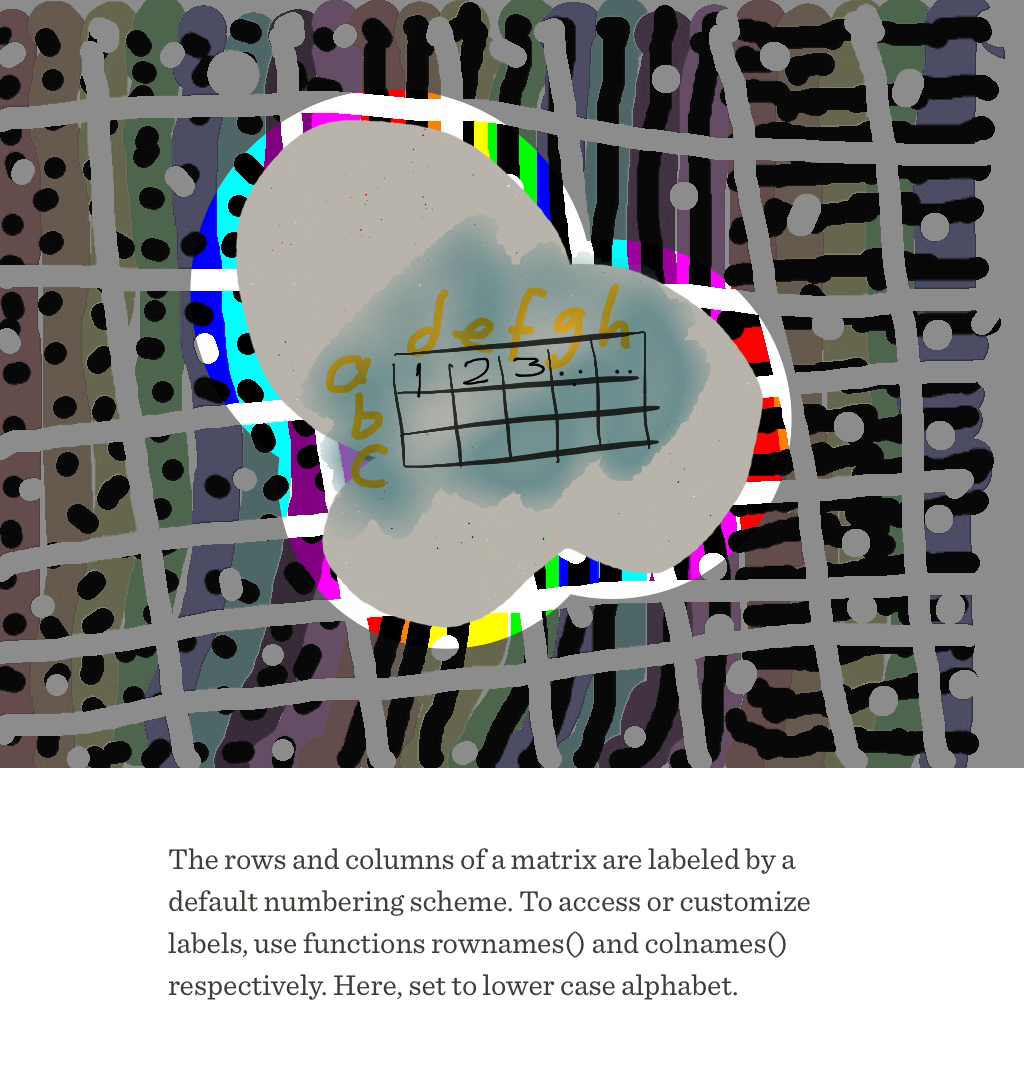 d e f g h
a 1 2 3 .. ..
b
c
The rows and columns of a matrix are labeled by a
default numbering scheme. To access or customize
labels, use functions rownames() and colnames()
respectively. Here, set to lower case alphabet.